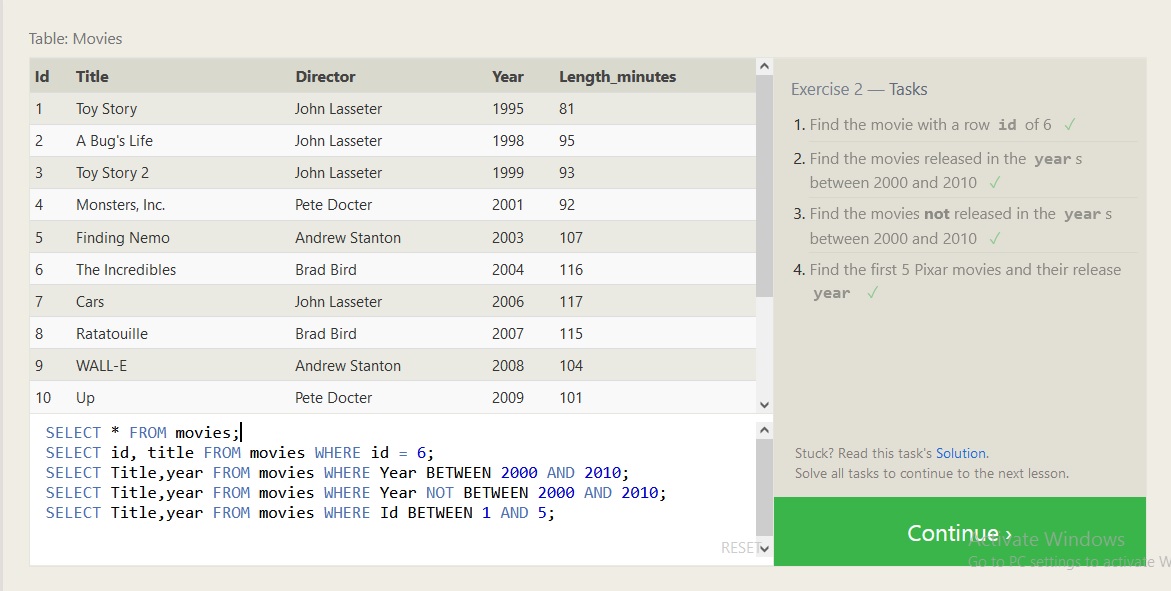 Table: Movies
Id Title Director Year Length_minutes
1 Toy Story John Lasseter 1995 81
2 A Bug's Life John Lasseter 1998 95
3 Toy Story 2 John Lasseter 1999 93
4 Monsters, Inc. Pete Docter 2001 92
5 Finding Nemo Andrew Stanton 2003 107
6 The Incredibles Brad Bird 2004 116
7 Cars John Lasseter 2006 117
8 Ratatouille Brad Bird 2007 115
9 WALL-E Andrew Stanton 2008 104
10 Up Pete Docter 2009 101
SELECT * FROM movies;
SELECT id, title FROM movies WHERE id = 6;
SELECT Title,year FROM movies WHERE Year BETWEEN 2000 AND 2010;
SELECT Title,year FROM movies WHERE Year NOT BETWEEN 2000 AND 2010;
SELECT Title,year FROM movies WHERE Id BETWEEN 1 AND 5;
RESET
Exercise 2 — Tasks
1. Find the movie with a row id of 6 ✓
2. Find the movies released in the year s
between 2000 and 2010 ✓
3. Find the movies not released in the year s
between 2000 and 2010 ✓
4. Find the first 5 Pixar movies and their release
year ✓
Stuck? Read this task's Solution.
Solve all tasks to continue to the next lesson.
Continue ›
Activate Windows
Go to PC settings to activate W